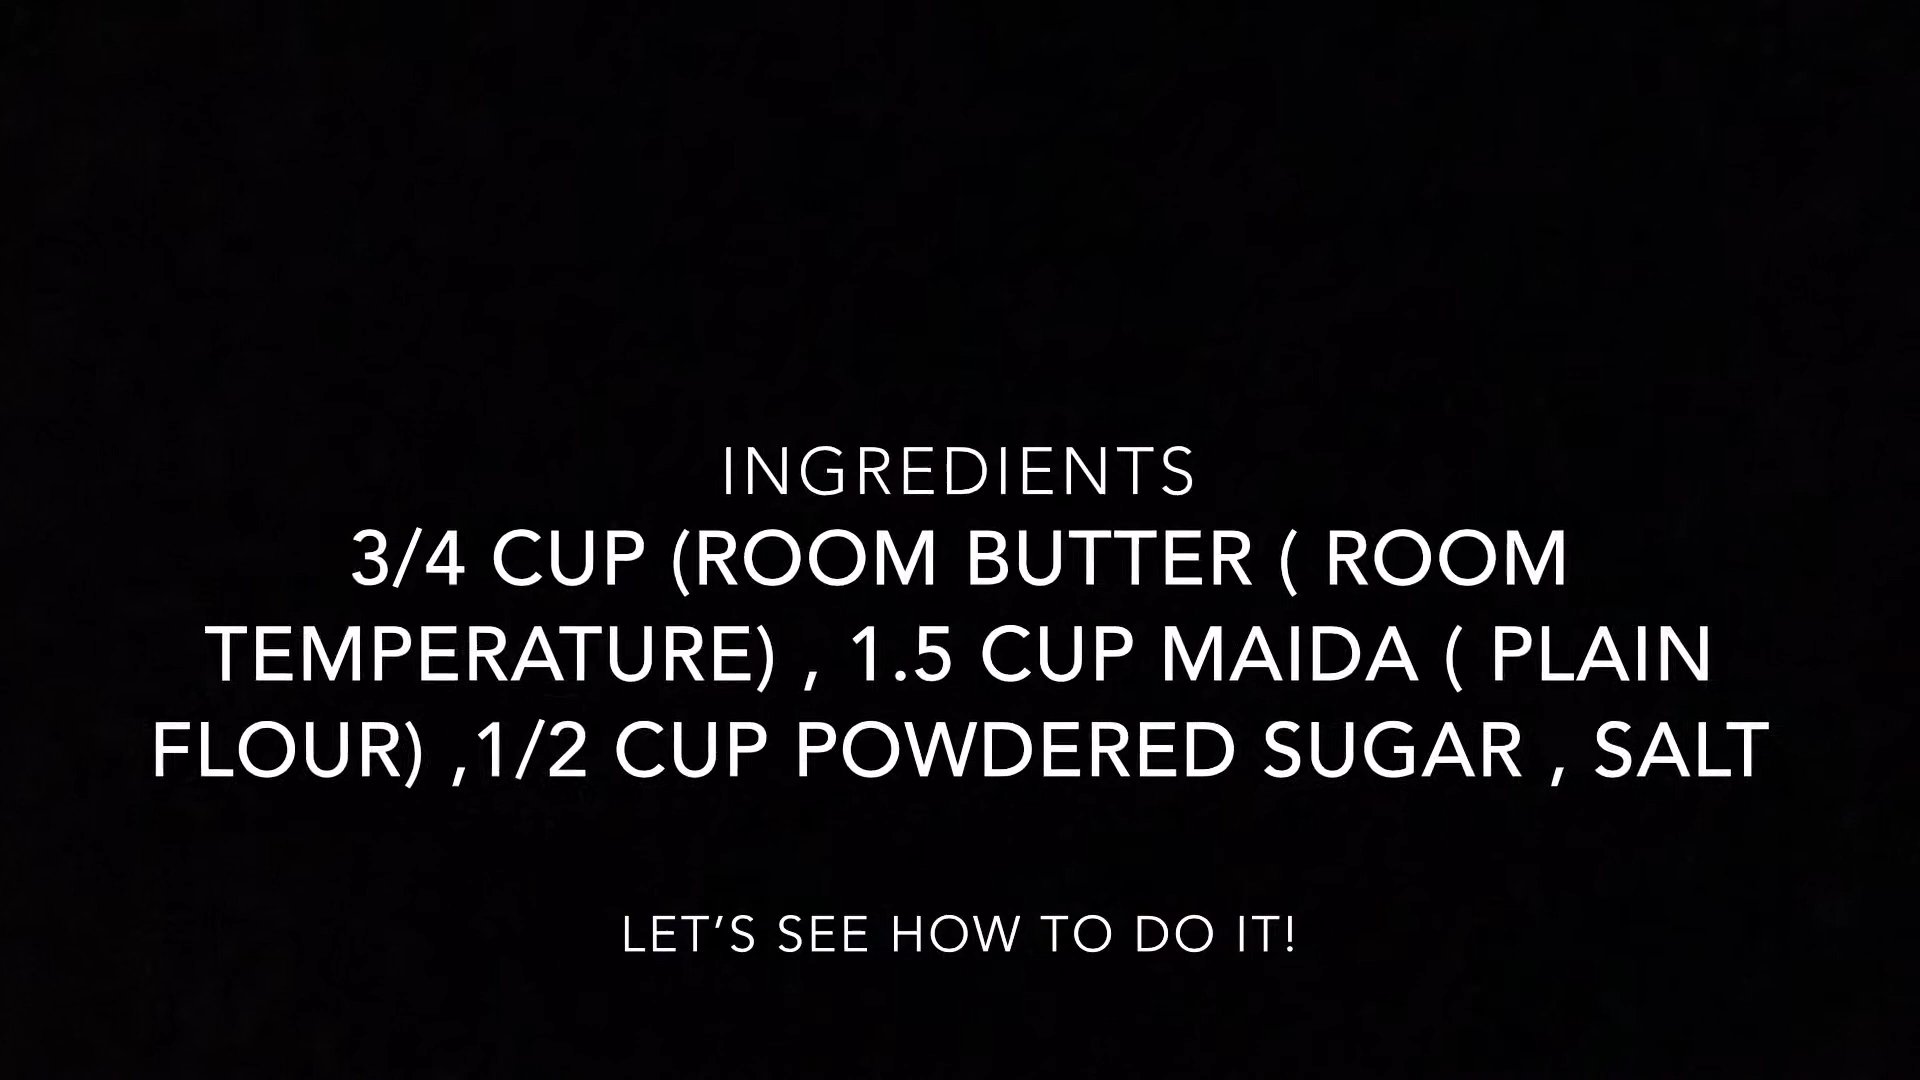 INGREDIENTS
3/4 CUP (ROOM BUTTER ( ROOM
TEMPERATURE) , 1.5 CUP MAIDA ( PLAIN
FLOUR) ,1/2 CUP POWDERED SUGAR , SALT
LET’S SEE HOW TO DO IT!